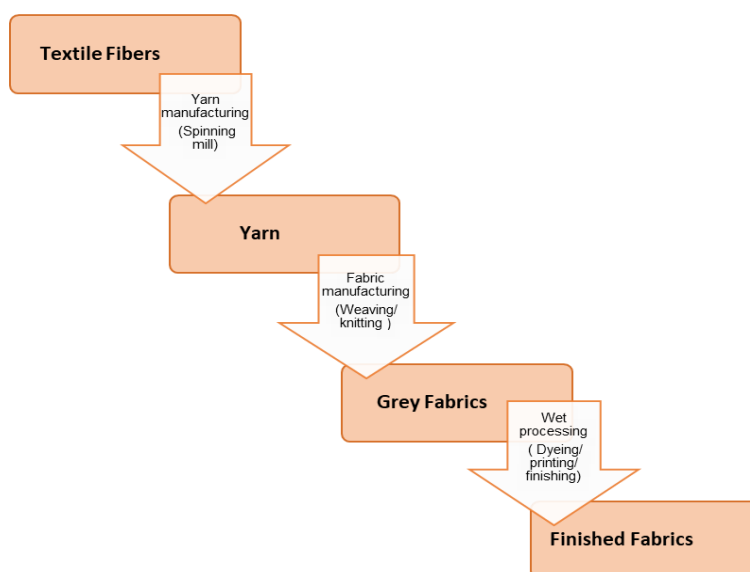 Textile Fibers
Yarn
manufacturing
(Spinning
mill)
Yarn
Fabric
manufacturing
(Weaving/
knitting )
Grey Fabrics
Wet
processing
( Dyeing/
printing/
finishing)
Finished Fabrics